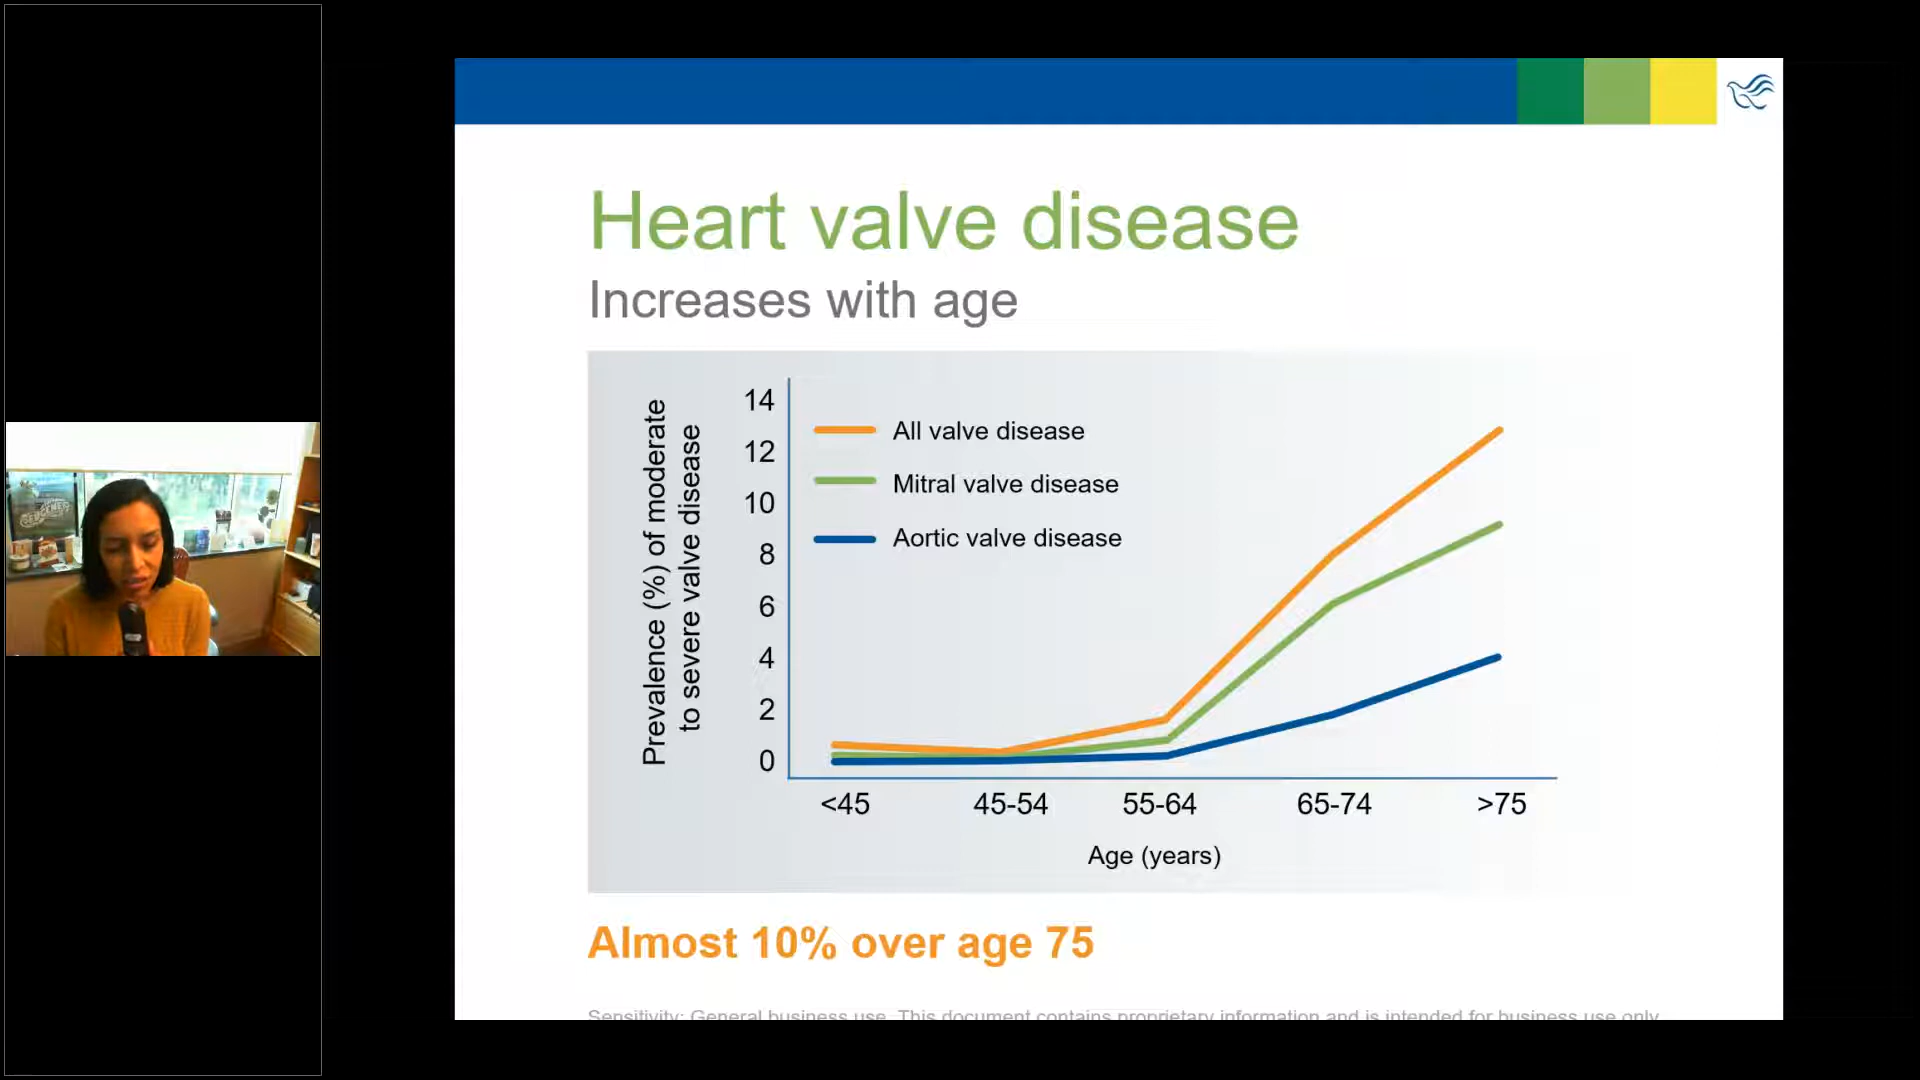 Heart valve disease
Increases with age
Prevalence (%) of moderate
to severe valve disease
14
12
10
8
6
4
2
0
All valve disease
Mitral valve disease
Aortic valve disease
<45
45-54
55-64
65-74
>75
Age (years)
Almost 10% over age 75
Sensitivity: General business use. This document contains proprietary information and is intended for business use only.